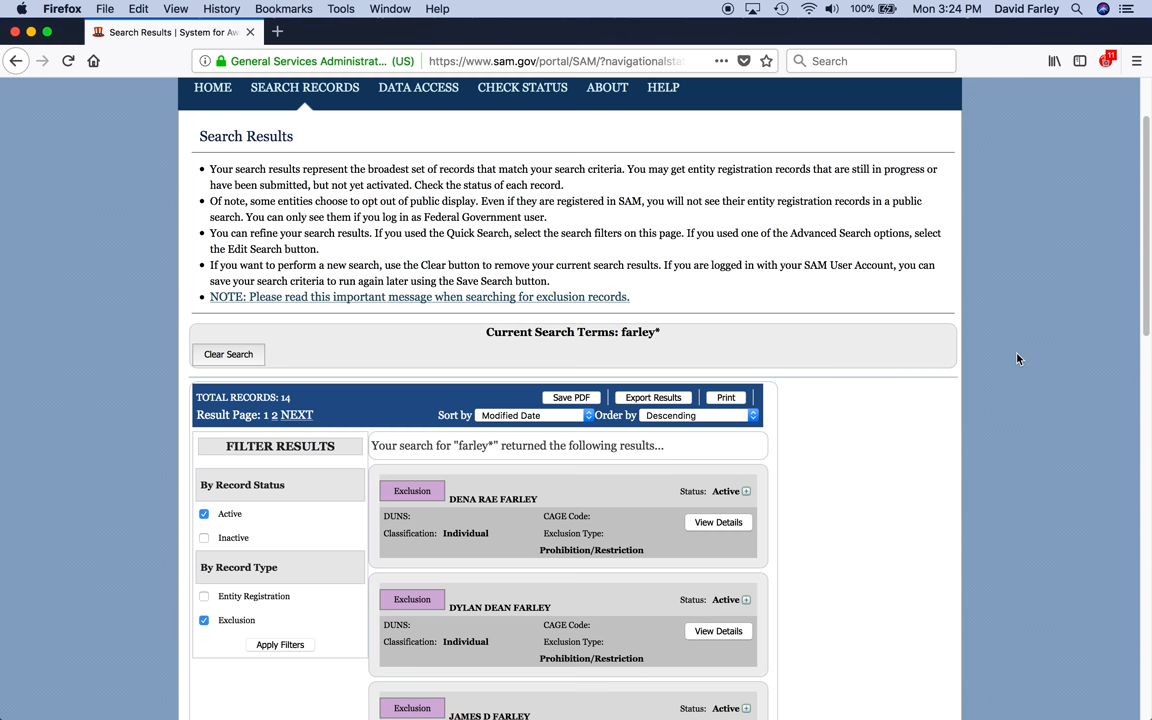 Firefox File Edit View History Bookmarks Tools Window Help 100% Mon 3:24 PM David Farley
Search Results | System for Aw
General Services Administrat... (US) https://www.sam.gov/portal/SAM/?navigationalsta ••• Search 11
HOME SEARCH RECORDS DATA ACCESS CHECK STATUS ABOUT HELP
Search Results
• Your search results represent the broadest set of records that match your search criteria. You may get entity registration records that are still in progress or
have been submitted, but not yet activated. Check the status of each record.
• Of note, some entities choose to opt out of public display. Even if they are registered in SAM, you will not see their entity registration records in a public
search. You can only see them if you log in as Federal Government user.
• You can refine your search results. If you used the Quick Search, select the search filters on this page. If you used one of the Advanced Search options, select
the Edit Search button.
• If you want to perform a new search, use the Clear button to remove your current search results. If you are logged in with your SAM User Account, you can
save your search criteria to run again later using the Save Search button.
• NOTE: Please read this important message when searching for exclusion records.
Current Search Terms: farley*
Clear Search
TOTAL RECORDS: 14 Save PDF Export Results Print
Result Page: 1 2 NEXT Sort by Modified Date Order by Descending
FILTER RESULTS
By Record Status
Active
Inactive
By Record Type
Entity Registration
Exclusion
Apply Filters
Your search for "farley*" returned the following results...
Exclusion DENA RAE FARLEY Status: Active
DUNS: CAGE Code: View Details
Classification: Individual Exclusion Type:
Prohibition/Restriction
Exclusion DYLAN DEAN FARLEY Status: Active
DUNS: CAGE Code: View Details
Classification: Individual Exclusion Type:
Prohibition/Restriction
Exclusion JAMES D FARLEY Status: Active